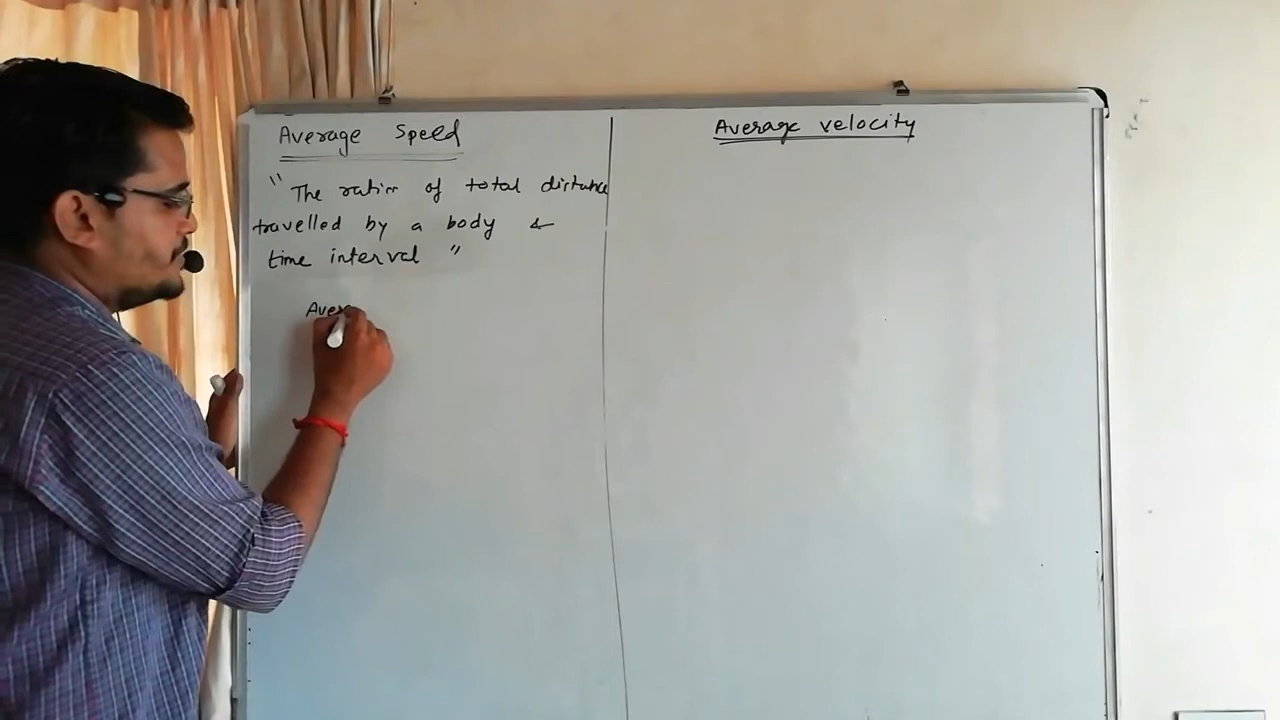 Average Speed
"The ratio of total distance
travelled by a body &
time interval"
Aver
Average velocity